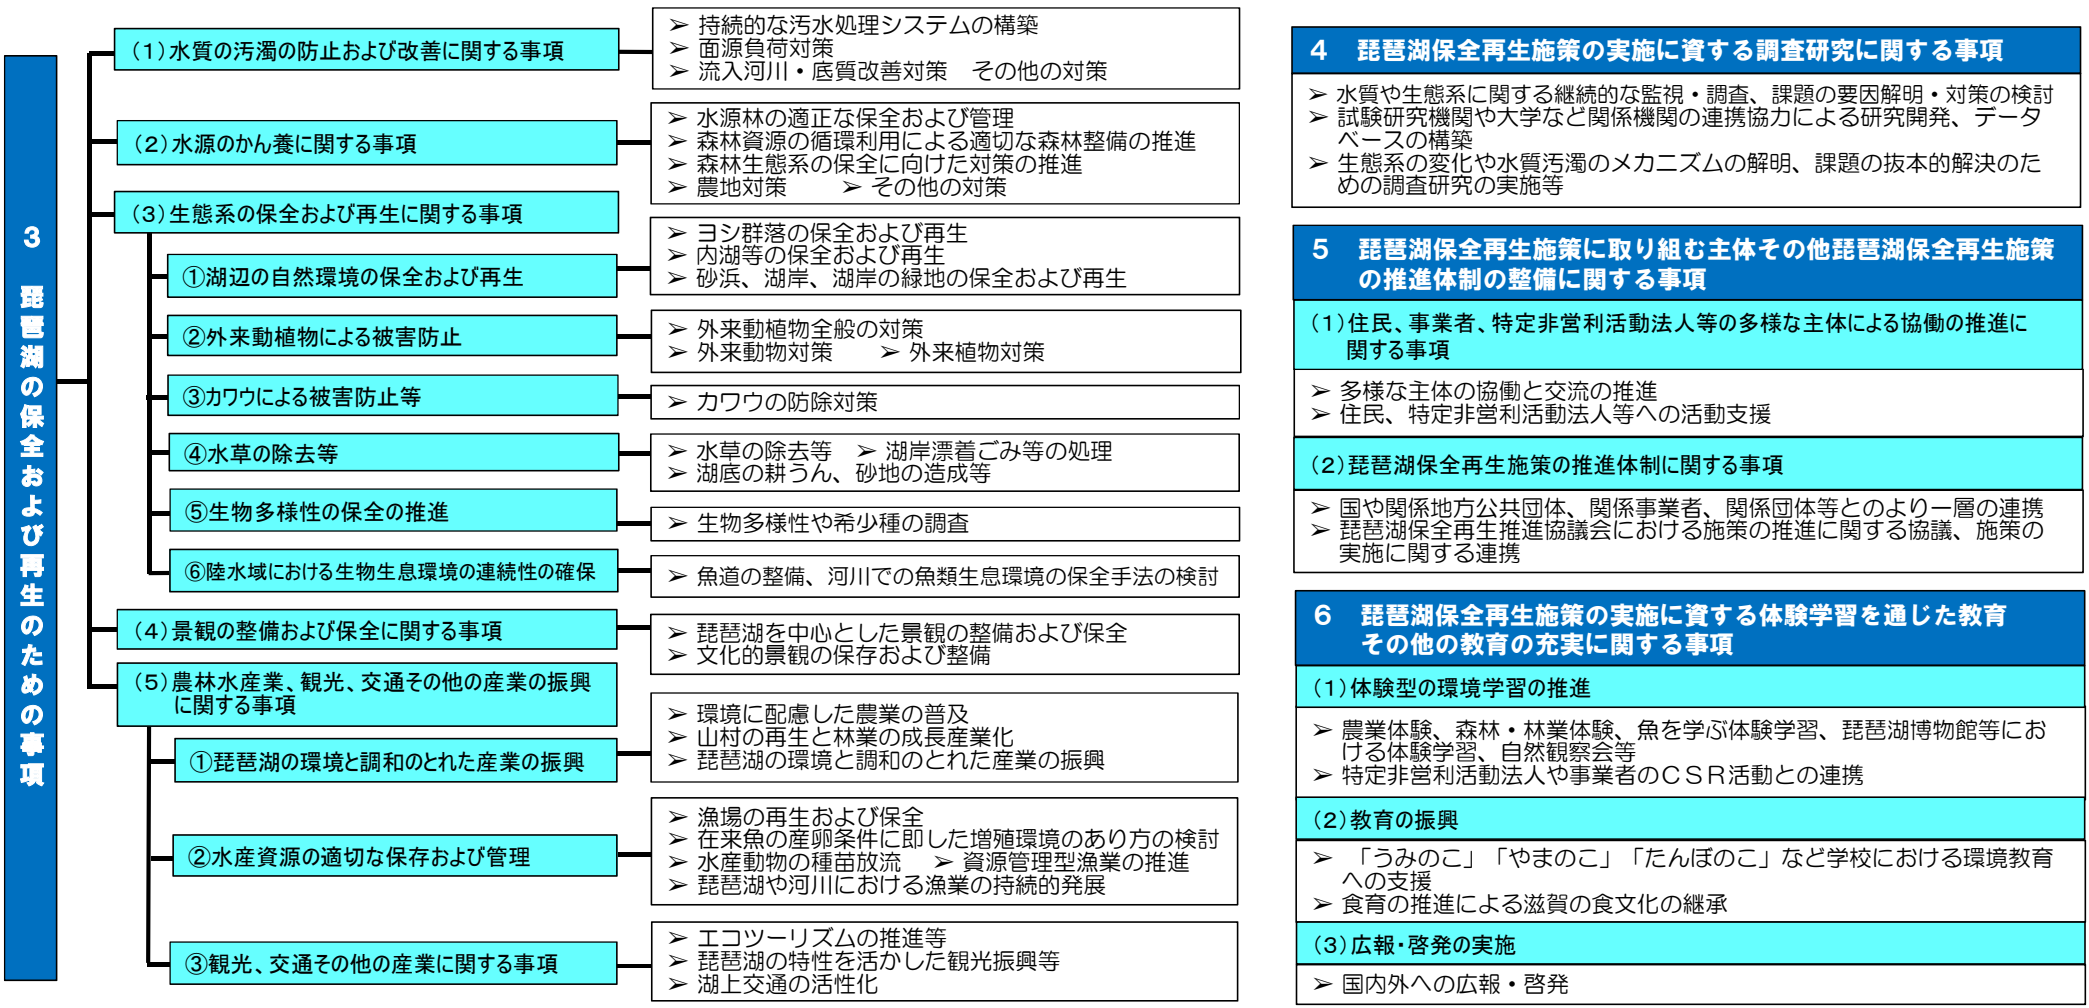 3 琵琶湖の保全および再生のための事項
(1)水質の汚濁の防止および改善に関する事項
➢ 持続的な汚水処理システムの構築
➢ 面源負荷対策
➢ 流入河川・底質改善対策 その他の対策
(2)水源のかん養に関する事項
➢ 水源林の適正な保全および管理
➢ 森林資源の循環利用による適切な森林整備の推進
➢ 森林生態系の保全に向けた対策の推進
➢ 農地対策 ➢ その他の対策
(3)生態系の保全および再生に関する事項
①湖辺の自然環境の保全および再生
➢ ヨシ群落の保全および再生
➢ 内湖等の保全および再生
➢ 砂浜、湖岸、湖岸の緑地の保全および再生
②外来動植物による被害防止
➢ 外来動植物全般の対策
➢ 外来動物対策 ➢ 外来植物対策
③カワウによる被害防止等
➢ カワウの防除対策
④水草の除去等
➢ 水草の除去等 ➢ 湖岸漂着ごみ等の処理
➢ 湖底の耕うん、砂地の造成等
⑤生物多様性の保全の推進
➢ 生物多様性や希少種の調査
⑥陸水域における生物生息環境の連続性の確保
➢ 魚道の整備、河川での魚類生息環境の保全手法の検討
(4)景観の整備および保全に関する事項
➢ 琵琶湖を中心とした景観の整備および保全
➢ 文化的景観の保存および整備
(5)農林水産業、観光、交通その他の産業の振興
に関する事項
①琵琶湖の環境と調和のとれた産業の振興
➢ 環境に配慮した農業の普及
➢ 山村の再生と林業の成長産業化
➢ 琵琶湖の環境と調和のとれた産業の振興
②水産資源の適切な保存および管理
➢ 漁場の再生および保全
➢ 在来魚の産卵条件に即した増殖環境のあり方の検討
➢ 水産動物の種苗放流 ➢ 資源管理型漁業の推進
➢ 琵琶湖や河川における漁業の持続的発展
③観光、交通その他の産業に関する事項
➢ エコツーリズムの推進等
➢ 琵琶湖の特性を活かした観光振興等
➢ 湖上交通の活性化
4 琵琶湖保全再生施策の実施に資する調査研究に関する事項
➢ 水質や生態系に関する継続的な監視・調査、課題の要因解明・対策の検討
➢ 試験研究機関や大学など関係機関の連携協力による研究開発、データ
ベースの構築
➢ 生態系の変化や水質汚濁のメカニズムの解明、課題の抜本的解決のた
めの調査研究の実施等
5 琵琶湖保全再生施策に取り組む主体その他琵琶湖保全再生施策
の推進体制の整備に関する事項
(1)住民、事業者、特定非営利活動法人等の多様な主体による協働の推進に
関する事項
➢ 多様な主体の協働と交流の推進
➢ 住民、特定非営利活動法人等への活動支援
(2)琵琶湖保全再生施策の推進体制に関する事項
➢ 国や関係地方公共団体、関係事業者、関係団体等とのより一層の連携
➢ 琵琶湖保全再生推進協議会における施策の推進に関する協議、施策の
実施に関する連携
6 琵琶湖保全再生施策の実施に資する体験学習を通じた教育
その他の教育の充実に関する事項
(1)体験型の環境学習の推進
➢ 農業体験、森林・林業体験、魚を学ぶ体験学習、琵琶湖博物館等にお
ける体験学習、自然観察会等
➢ 特定非営利活動法人や事業者のCSR活動との連携
(2)教育の振興
➢ 「うみのこ」「やまのこ」「たんぼのこ」など学校における環境教育
への支援
➢ 食育の推進による滋賀の食文化の継承
(3)広報・啓発の実施
➢ 国内外への広報・啓発